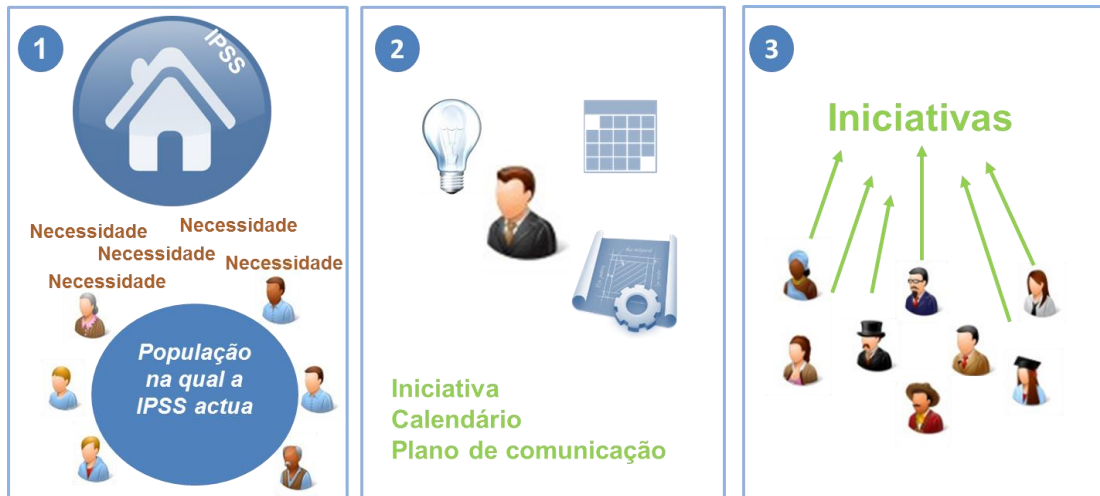 1
IPSS
Necessidade
Necessidade
Necessidade
Necessidade
Necessidade
População
na qual a
IPSS actua
2
Iniciativa
Calendário
Plano de comunicação
3
Iniciativas